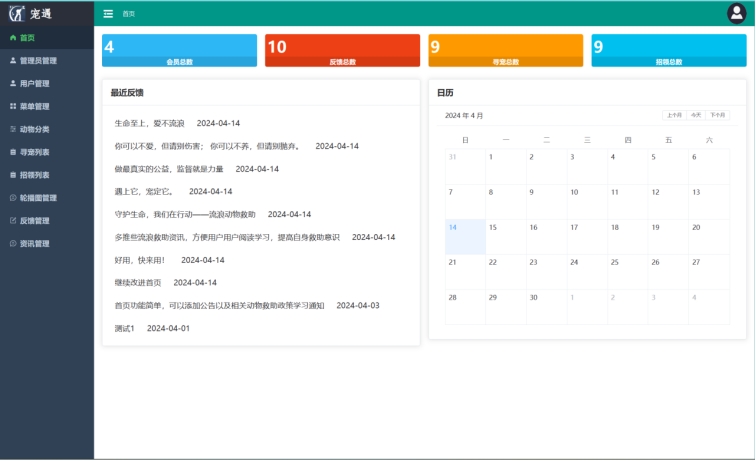 宠遇
首页
首页
管理员管理
用户管理
菜单管理
动物分类
寻宠列表
招领列表
轮播图管理
反馈管理
资讯管理
4
会员总数
10
反馈总数
9
寻宠总数
9
招领总数
最近反馈
生命至上，爱不流浪 2024-04-14
你可以不爱，但请别伤害； 你可以不养，但请别抛弃。 2024-04-14
做最真实的公益，监督就是力量 2024-04-14
遇上它，宠定它。 2024-04-14
守护生命，我们在行动——流浪动物救助 2024-04-14
多推些流浪救助资讯，方便用户用户阅读学习，提高自身救助意识 2024-04-14
好用，快来用！ 2024-04-14
继续改进首页 2024-04-14
首页功能简单，可以添加公告以及相关动物救助政策学习通知 2024-04-03
测试1 2024-04-01
日历
2024 年 4 月 上个月 今天 下个月
日 一 二 三 四 五 六
31 1 2 3 4 5 6
7 8 9 10 11 12 13
14 15 16 17 18 19 20
21 22 23 24 25 26 27
28 29 30 1 2 3 4